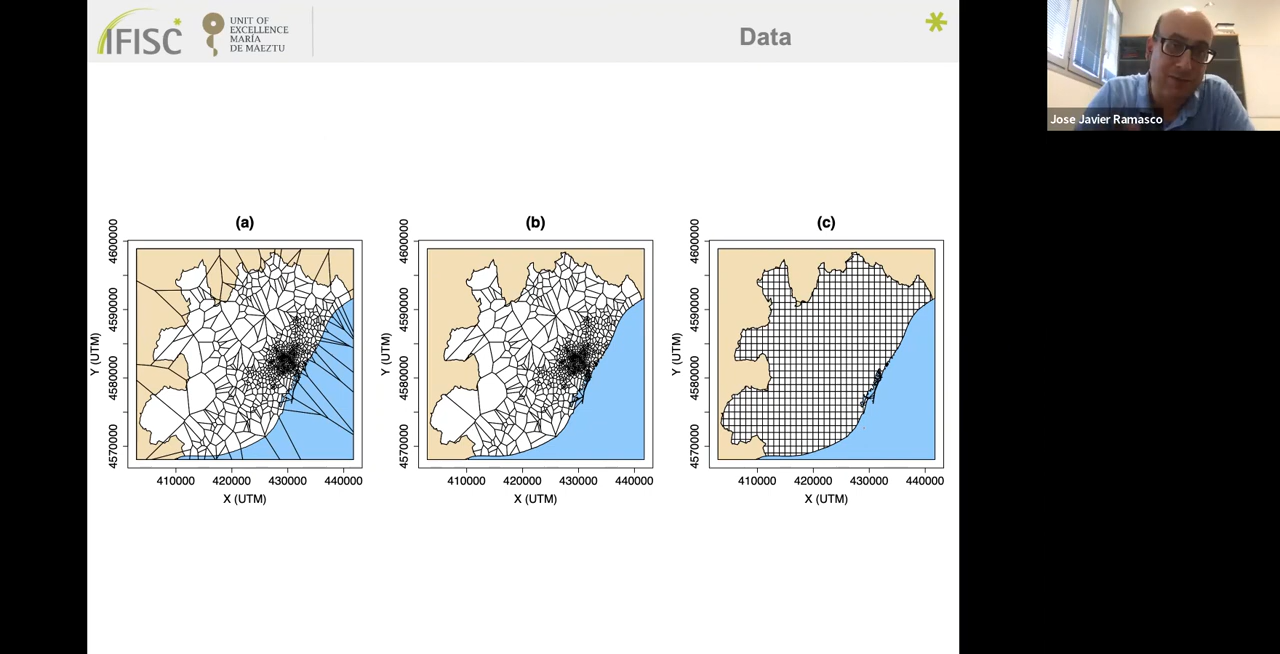 IFISC
UNIT OF
EXCELLENCE
MARÍA
DE MAEZTU
Data
Jose Javier Ramasco
(a)
(b)
(c)
Y (UTM)
4570000 4580000 4590000 4600000
410000 420000 430000 440000
X (UTM)
Y (UTM)
4570000 4580000 4590000 4600000
410000 420000 430000 440000
X (UTM)
Y (UTM)
4570000 4580000 4590000 4600000
410000 420000 430000 440000
X (UTM)